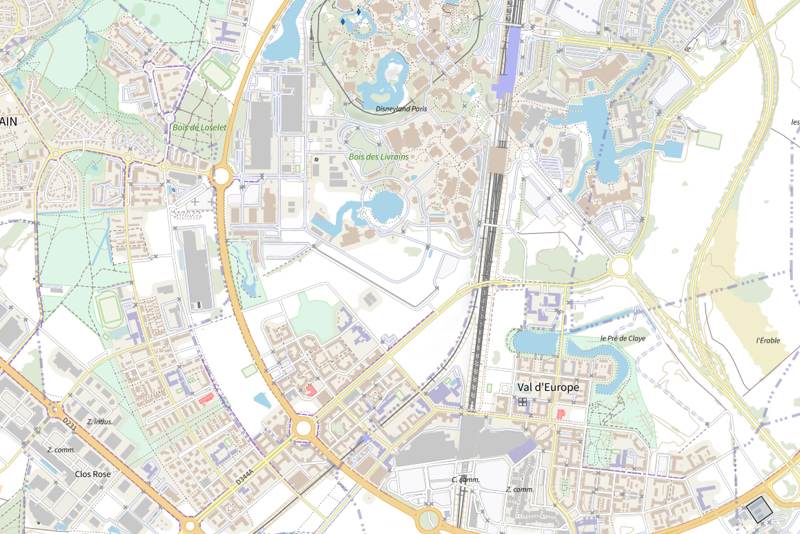 Disneyland Paris
AIN
Bois de Loselet
Bois des Livrains
les
le Pré de Claye
l'Érable
Val d'Europe
D231
Z. indus.
Z. comm.
Clos Rose
D344A
C. comm.
Z. comm.